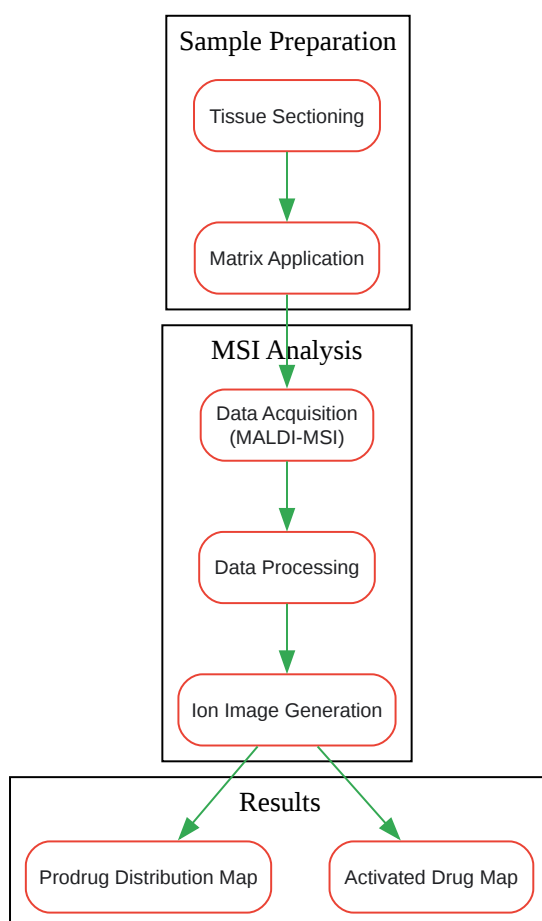 Sample Preparation
Tissue Sectioning
Matrix Application
MSI Analysis
Data Acquisition
(MALDI-MSI)
Data Processing
Ion Image Generation
Results
Prodrug Distribution Map
Activated Drug Map